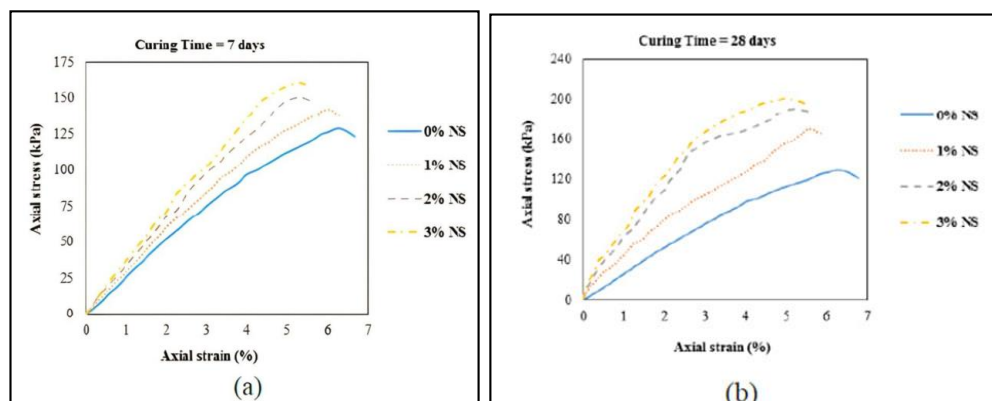 Curing Time = 7 days
175
150
125
100
75
50
25
0
Axial stress (kPa)
0 1 2 3 4 5 6 7
Axial strain (%)
0% NS
1% NS
2% NS
3% NS
(a)
Curing Time = 28 days
240
200
160
120
80
40
0
Axial stress (kPa)
0 1 2 3 4 5 6 7
Axial strain (%)
0% NS
1% NS
2% NS
3% NS
(b)